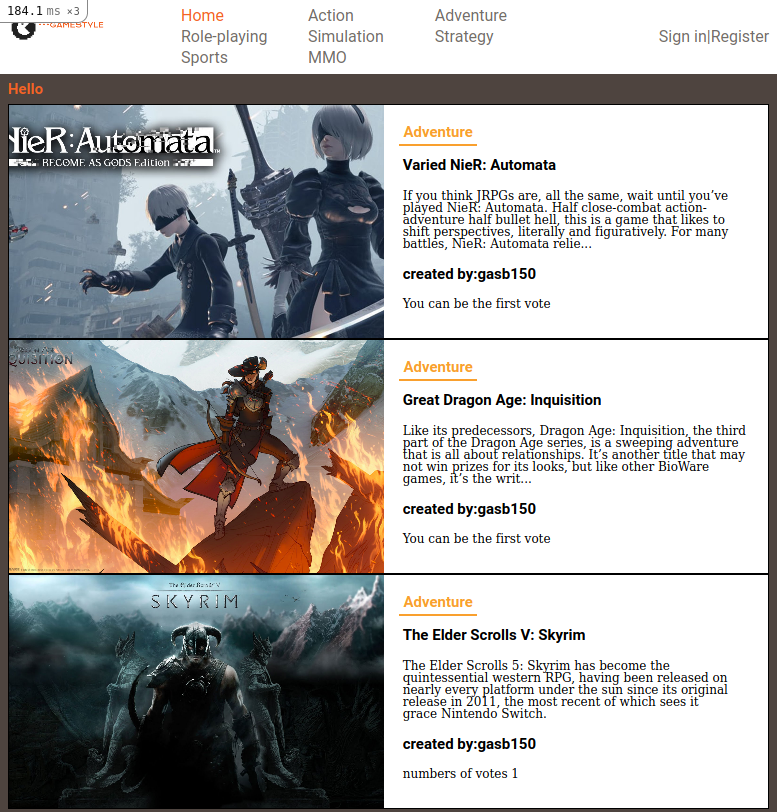 184.1 ms ×3
GAMESTYLE
Home Action Adventure
Role-playing Simulation Strategy
Sports MMO
Sign in|Register
Hello
NieR:Automata
BECOME AS GODS Edition
Adventure
Varied NieR: Automata
If you think JRPGs are, all the same, wait until you’ve
played NieR: Automata. Half close-combat action-
adventure half bullet hell, this is a game that likes to
shift perspectives, literally and figuratively. For many
battles, NieR: Automata relie...
created by:gasb150
You can be the first vote
QUISITION
Adventure
Great Dragon Age: Inquisition
Like its predecessors, Dragon Age: Inquisition, the third
part of the Dragon Age series, is a sweeping adventure
that is all about relationships. It’s another title that may
not win prizes for its looks, but like other BioWare
games, it’s the writ...
created by:gasb150
You can be the first vote
The Elder Scrolls V
SKYRIM
Adventure
The Elder Scrolls V: Skyrim
The Elder Scrolls 5: Skyrim has become the
quintessential western RPG, having been released on
nearly every platform under the sun since its original
release in 2011, the most recent of which sees it
grace Nintendo Switch.
created by:gasb150
numbers of votes 1